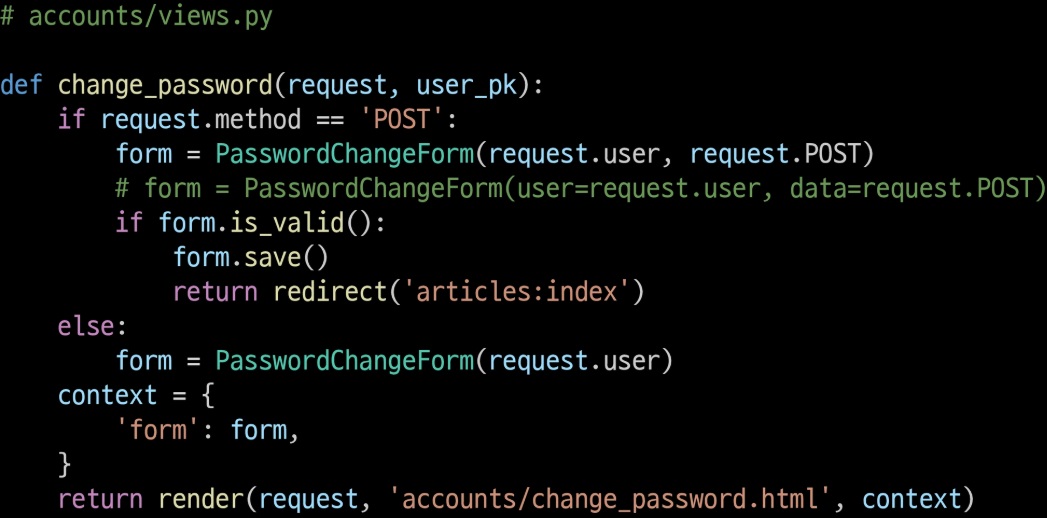 # accounts/views.py
def change_password(request, user_pk):
    if request.method == 'POST':
        form = PasswordChangeForm(request.user, request.POST)
        # form = PasswordChangeForm(user=request.user, data=request.POST)
        if form.is_valid():
            form.save()
            return redirect('articles:index')
    else:
        form = PasswordChangeForm(request.user)
    context = {
        'form': form,
    }
    return render(request, 'accounts/change_password.html', context)